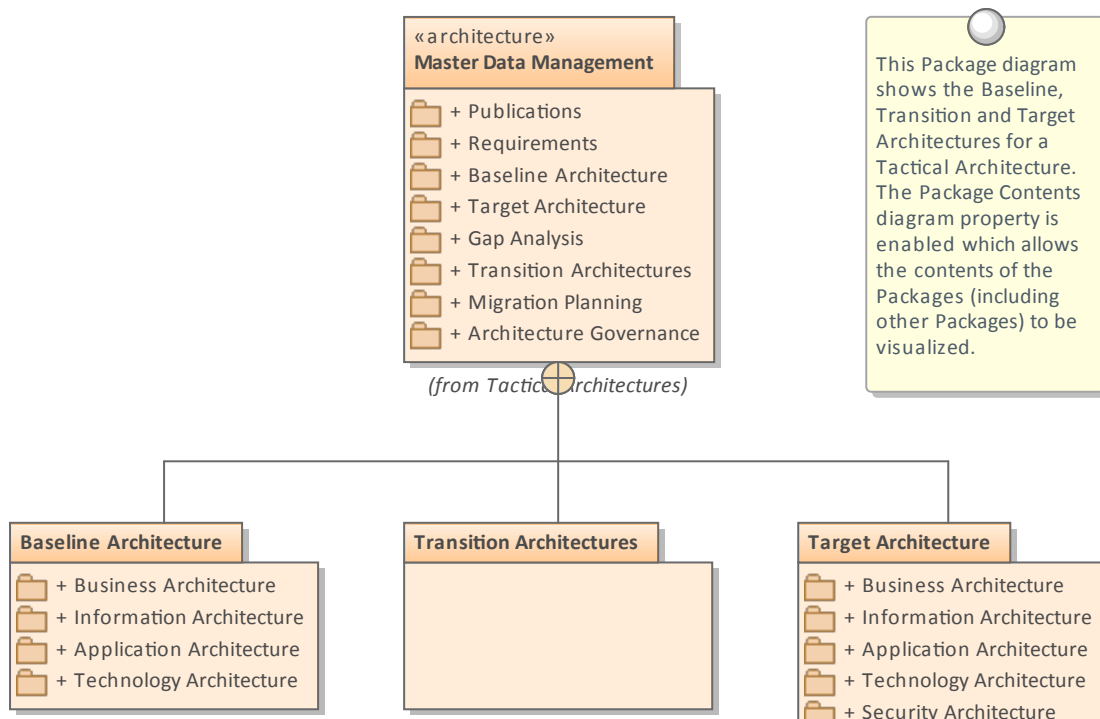 «architecture»
Master Data Management
+ Publications
+ Requirements
+ Baseline Architecture
+ Target Architecture
+ Gap Analysis
+ Transition Architectures
+ Migration Planning
+ Architecture Governance
(from Tactical Architectures)
This Package diagram
shows the Baseline,
Transition and Target
Architectures for a
Tactical Architecture.
The Package Contents
diagram property is
enabled which allows
the contents of the
Packages (including
other Packages) to be
visualized.
Baseline Architecture
+ Business Architecture
+ Information Architecture
+ Application Architecture
+ Technology Architecture
Transition Architectures
Target Architecture
+ Business Architecture
+ Information Architecture
+ Application Architecture
+ Technology Architecture
+ Security Architecture